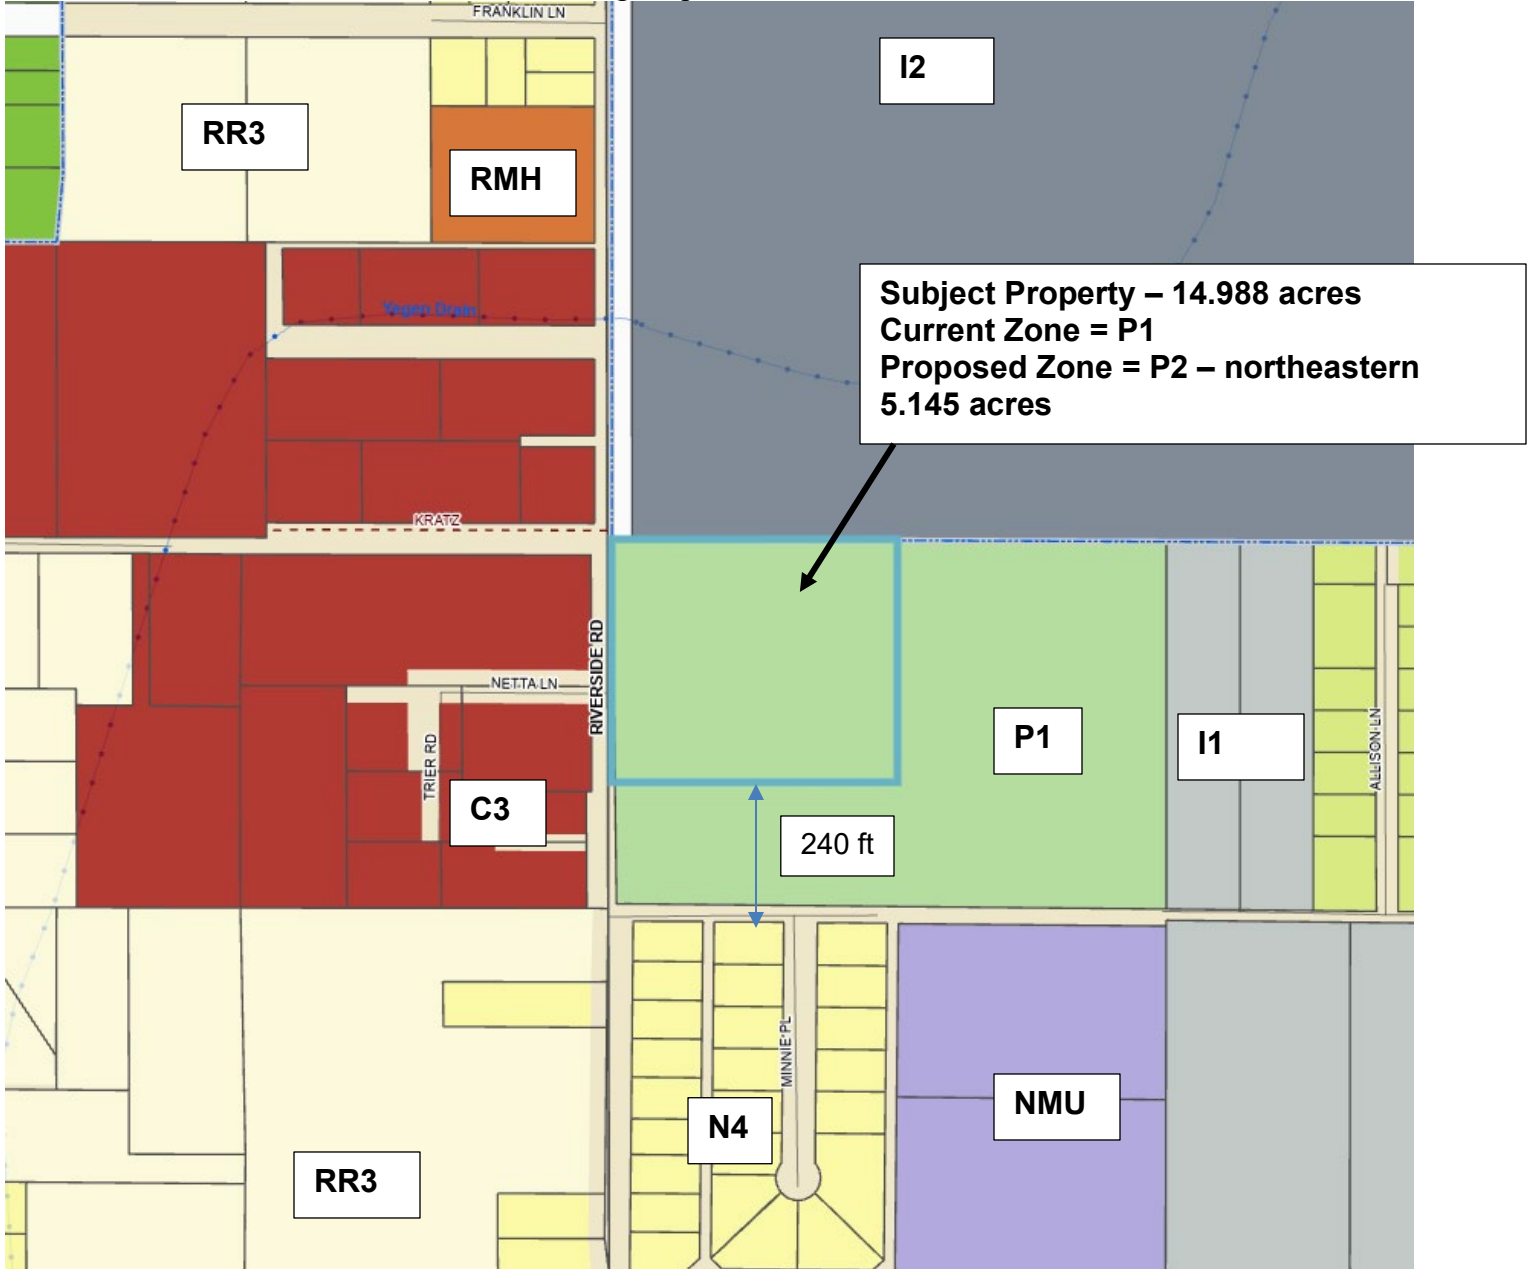 FRANKLIN LN
I2
RR3
RMH
Subject Property – 14.988 acres
Current Zone = P1
Proposed Zone = P2 – northeastern
5.145 acres
Yegen Drain
KRATZ
RIVERSIDE RD
NETTA LN
TRIER RD
C3
P1
I1
ALLISON LN
240 ft
MINNIE PL
N4
NMU
RR3